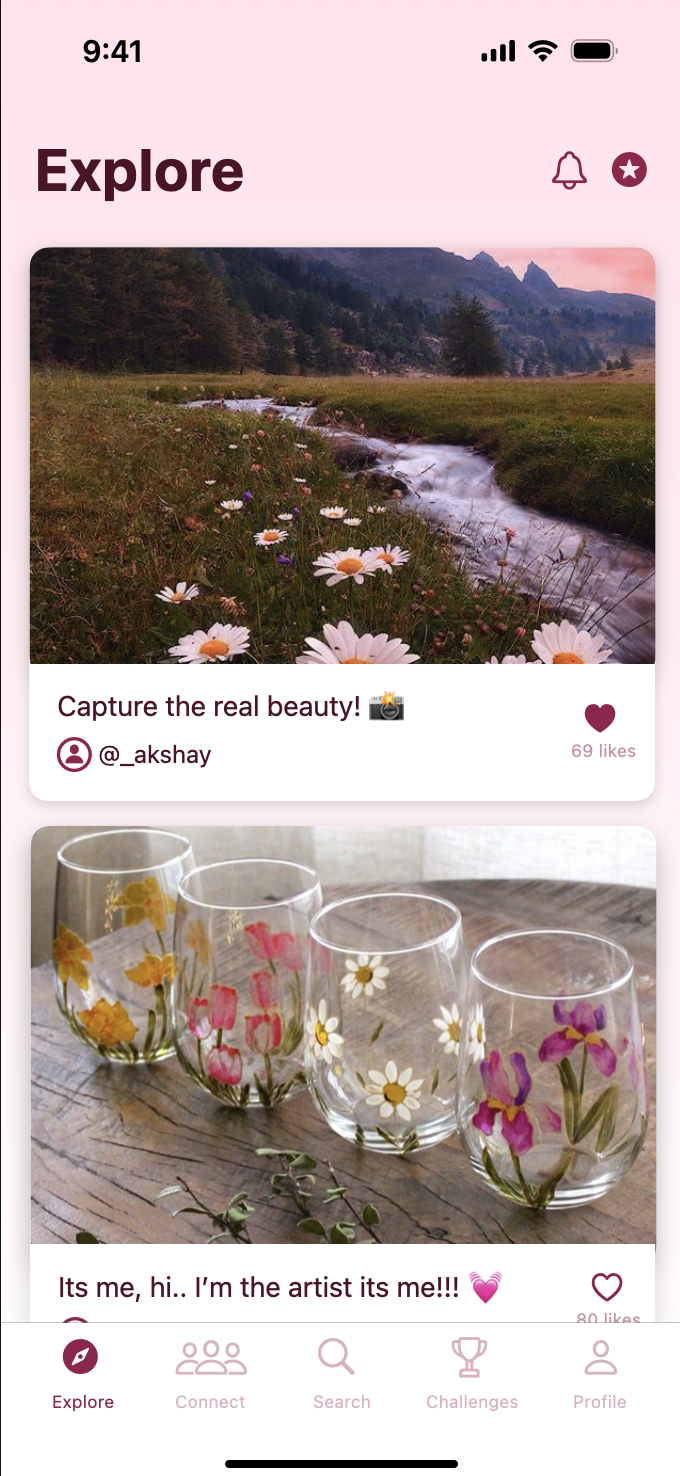 9:41
Explore
Capture the real beauty! 📸
@_akshay
69 likes
Its me, hi.. I’m the artist its me!!! 💓
80 likes
Explore
Connect
Search
Challenges
Profile